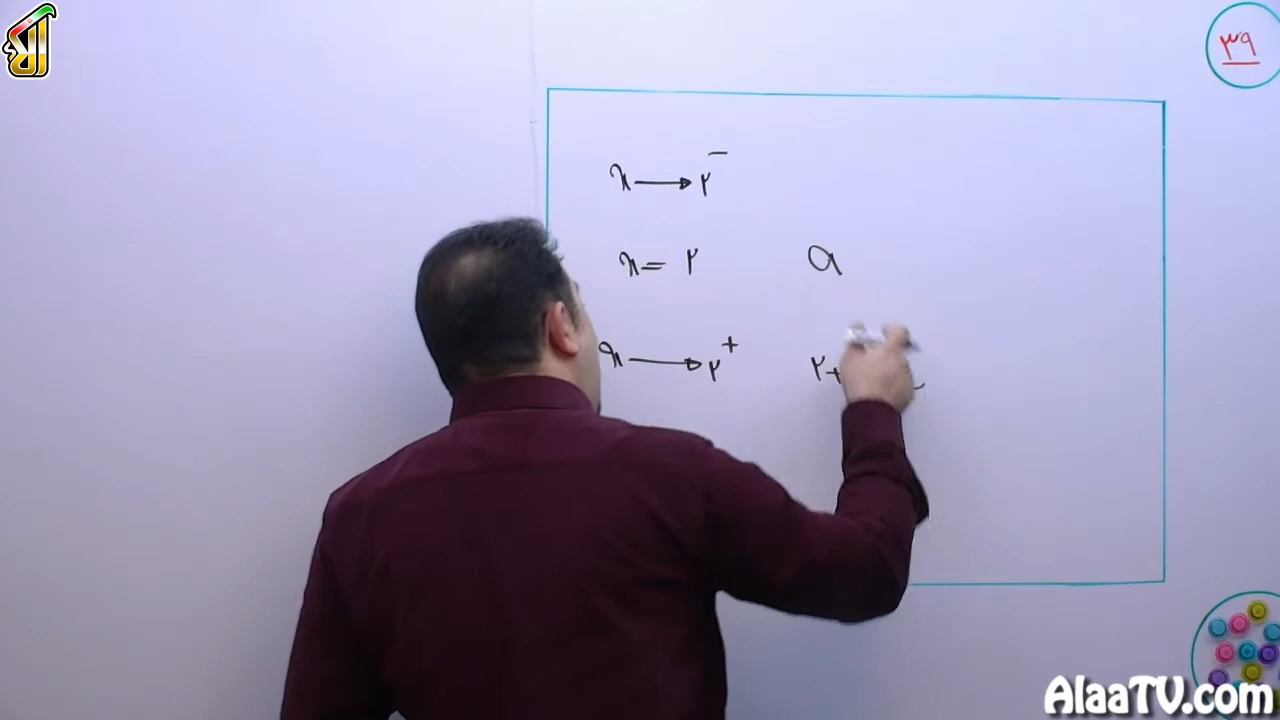 ۳۹
x → ۲⁻
x = ۲ a
x → ۲⁺ ۲+
AlaaTV.com